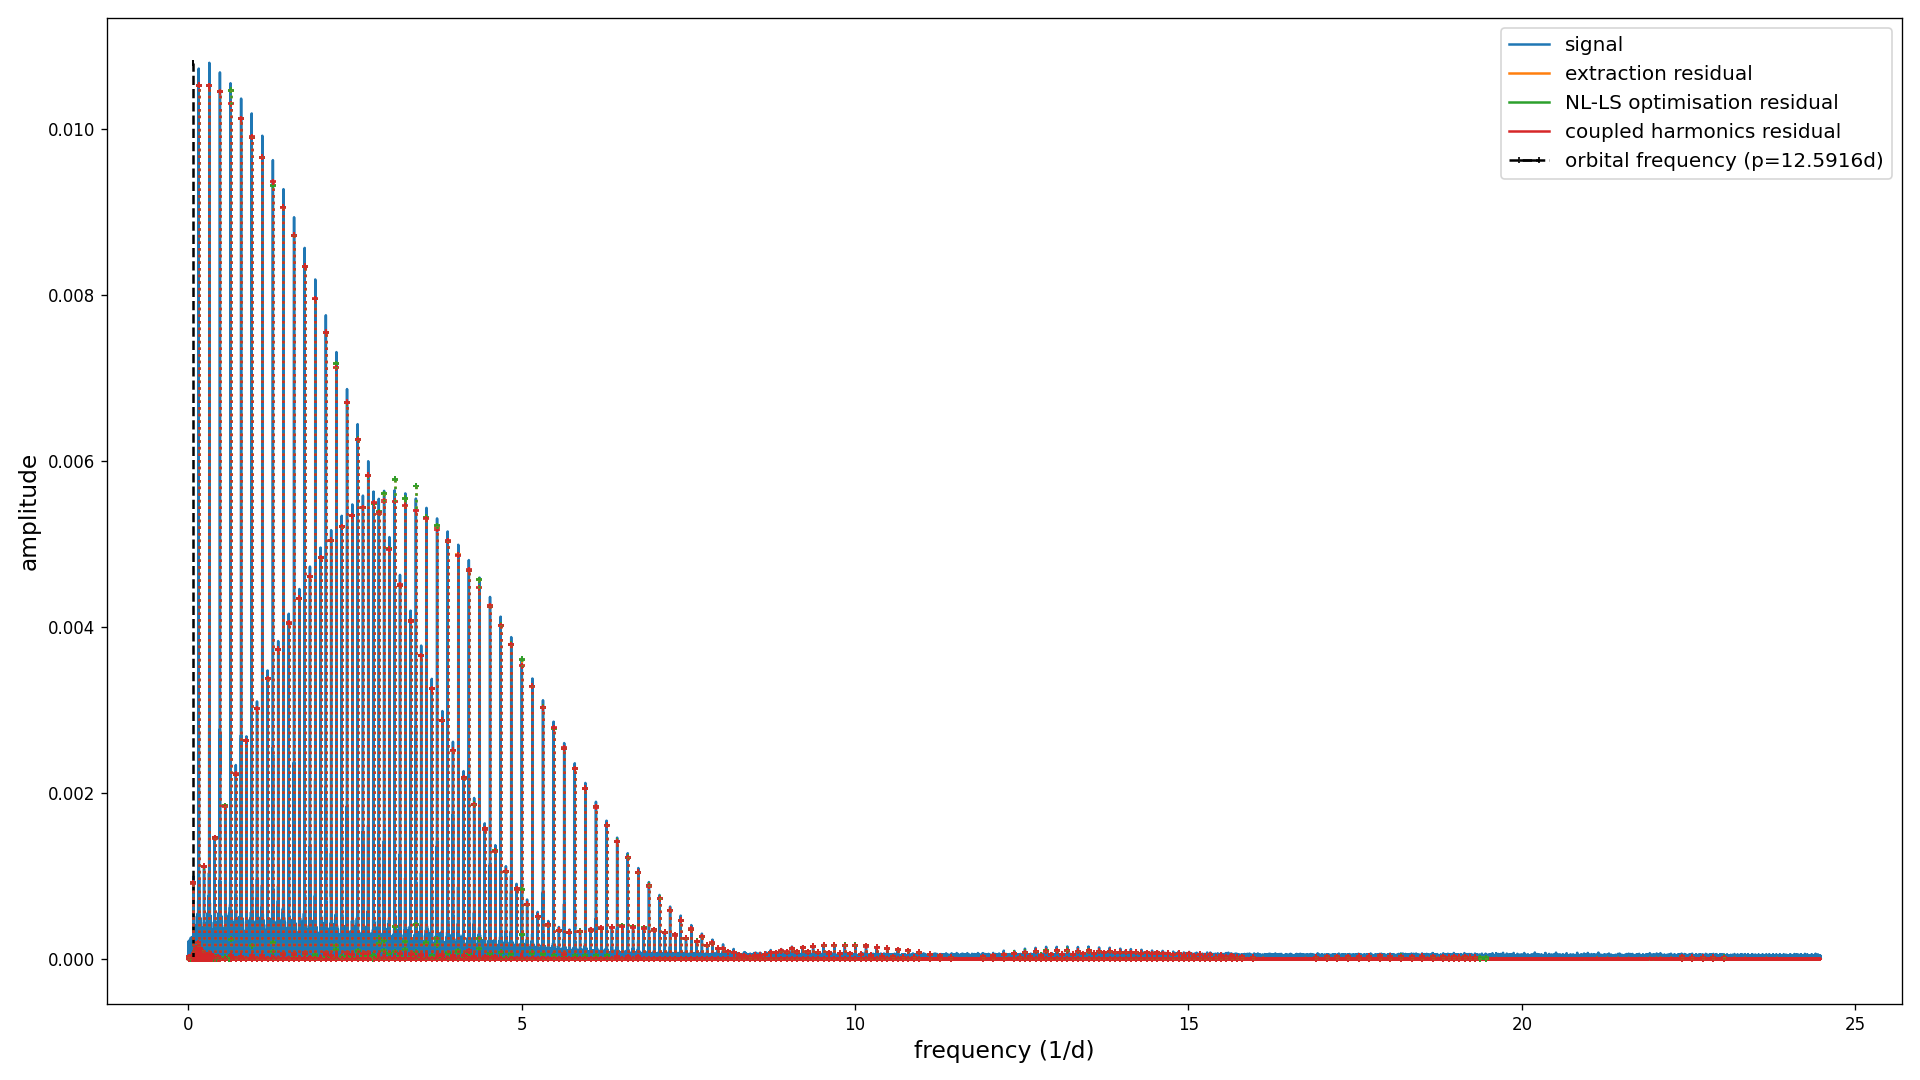 signal
extraction residual
NL-LS optimisation residual
coupled harmonics residual
orbital frequency (p=12.5916d)
amplitude
0.010
0.008
0.006
0.004
0.002
0.000
0 5 10 15 20 25
frequency (1/d)